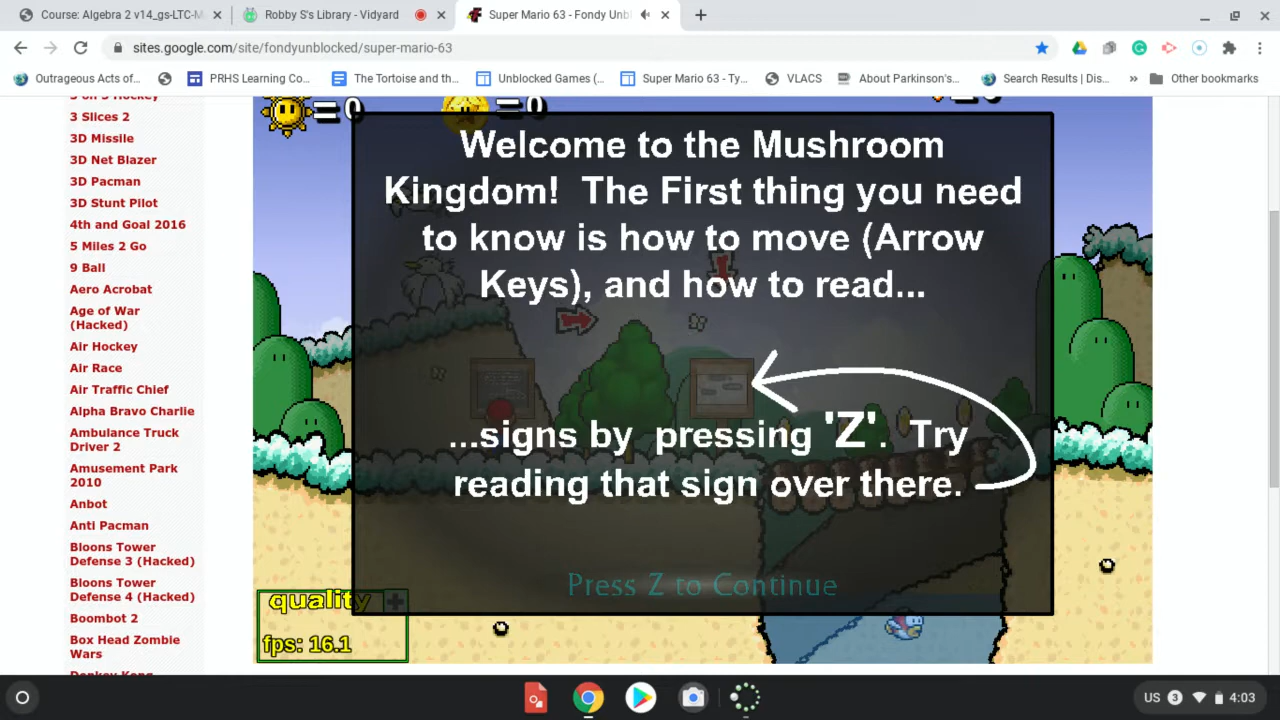 Course: Algebra 2 v14_gs-LTC-M
Robby S's Library - Vidyard
Super Mario 63 - Fondy Unbl
sites.google.com/site/fondyunblocked/super-mario-63
Outrageous Acts of...
PRHS Learning Co...
The Tortoise and th...
Unblocked Games (...
Super Mario 63 - Ty...
VLACS
About Parkinson's...
Search Results | Dis...
»
Other bookmarks
3 on 3 Hockey
3 Slices 2
3D Missile
3D Net Blazer
3D Pacman
3D Stunt Pilot
4th and Goal 2016
5 Miles 2 Go
9 Ball
Aero Acrobat
Age of War
(Hacked)
Air Hockey
Air Race
Air Traffic Chief
Alpha Bravo Charlie
Ambulance Truck
Driver 2
Amusement Park
2010
Anbot
Anti Pacman
Bloons Tower
Defense 3 (Hacked)
Bloons Tower
Defense 4 (Hacked)
Boombot 2
Box Head Zombie
Wars
Donkey Kong
= 0
= 0
Welcome to the Mushroom
Kingdom! The First thing you need
to know is how to move (Arrow
Keys), and how to read...
...signs by pressing 'Z'. Try
reading that sign over there.
Press Z to Continue
quality +
fps: 16.1
US 3 4:03